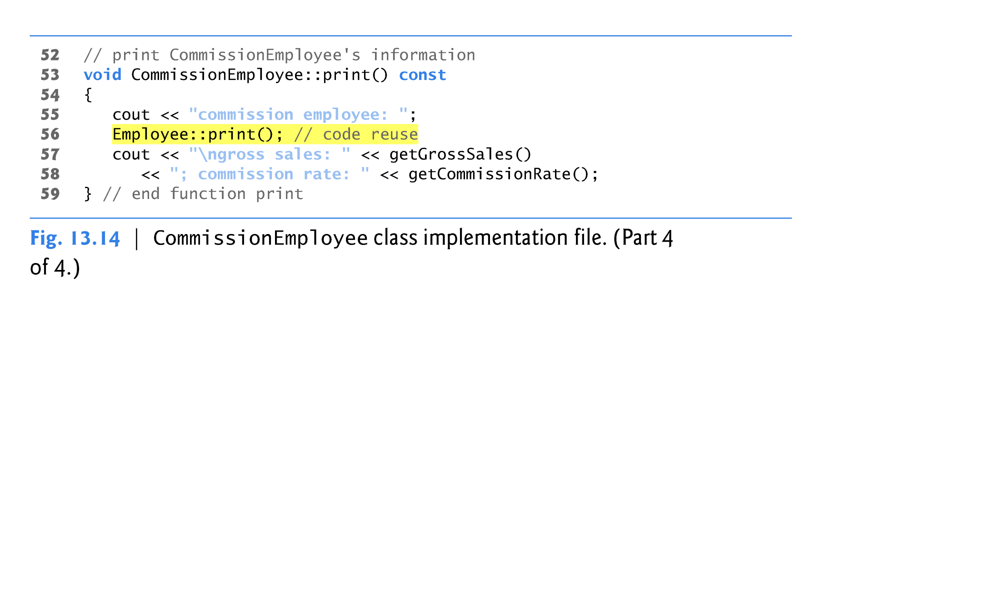 52 // print CommissionEmployee's information
53 void CommissionEmployee::print() const
54 {
55    cout << "commission employee: ";
56    Employee::print(); // code reuse
57    cout << "\ngross sales: " << getGrossSales()
58       << "; commission rate: " << getCommissionRate();
59 } // end function print
Fig. 13.14 | CommissionEmployee class implementation file. (Part 4
of 4.)